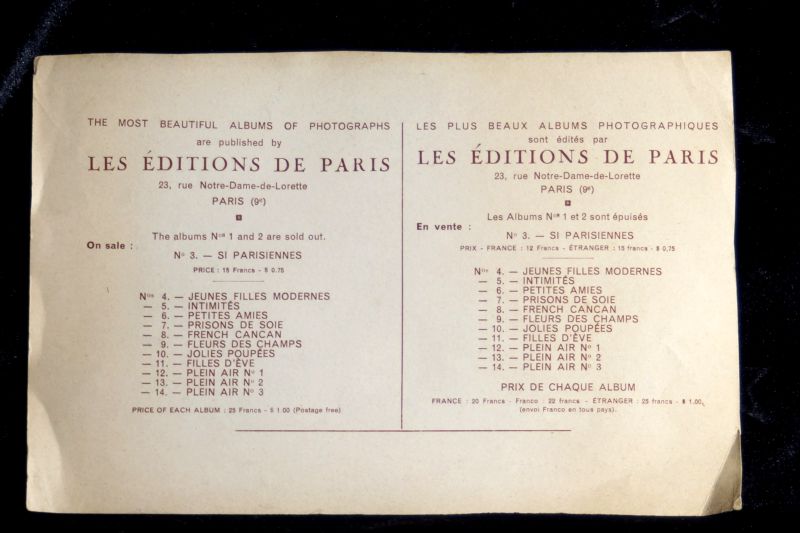 THE MOST BEAUTIFUL ALBUMS OF PHOTOGRAPHS
are published by
LES ÉDITIONS DE PARIS
23, rue Notre-Dame-de-Lorette
PARIS (9e)
The albums Nos 1 and 2 are sold out.
On sale :
No 3. — SI PARISIENNES
PRICE : 15 Francs - $ 0.75
Nos 4. — JEUNES FILLES MODERNES
— 5. — INTIMITÉS
— 6. — PETITES AMIES
— 7. — PRISONS DE SOIE
— 8. — FRENCH CANCAN
— 9. — FLEURS DES CHAMPS
— 10. — JOLIES POUPÉES
— 11. — FILLES D'ÈVE
— 12. — PLEIN AIR No 1
— 13. — PLEIN AIR No 2
— 14. — PLEIN AIR No 3
PRICE OF EACH ALBUM : 25 Francs - $ 1.00 (Postage free)
LES PLUS BEAUX ALBUMS PHOTOGRAPHIQUES
sont édités par
LES ÉDITIONS DE PARIS
23, rue Notre-Dame-de-Lorette
PARIS (9e)
Les Albums Nos 1 et 2 sont épuisés
En vente :
No 3. — SI PARISIENNES
PRIX - FRANCE : 12 Francs - ÉTRANGER : 15 francs - $ 0,75
Nos 4. — JEUNES FILLES MODERNES
— 5. — INTIMITÉS
— 6. — PETITES AMIES
— 7. — PRISONS DE SOIE
— 8. — FRENCH CANCAN
— 9. — FLEURS DES CHAMPS
— 10. — JOLIES POUPÉES
— 11. — FILLES D'ÈVE
— 12. — PLEIN AIR No 1
— 13. — PLEIN AIR No 2
— 14. — PLEIN AIR No 3
PRIX DE CHAQUE ALBUM
FRANCE : 20 Francs - Franco : 22 francs - ÉTRANGER : 25 francs - $ 1.00
(envoi Franco en tous pays).